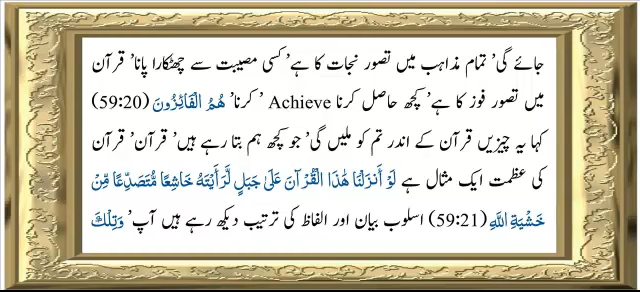 جائے گی’ تمام مذاہب میں تصور نجات کا ہے’ کسی مصیبت سے چھٹکارا پانا’ قرآن
میں تصور فوز کا ہے’ کچھ حاصل کرنا Achieve ’ کرنا’ هُمُ الْفَائِزُونَ (59:20)
کہا یہ چیزیں قرآن کے اندر تم کو ملیں گی’ جو کچھ ہم بتا رہے ہیں’ قرآن’ قرآن
کی عظمت ایک مثال ہے لَوْ أَنزَلْنَا هَٰذَا الْقُرْآنَ عَلَىٰ جَبَلٍ لَّرَأَيْتَهُ خَاشِعًا مُّتَصَدِّعًا مِّنْ
خَشْيَةِ اللَّهِ (59:21) اسلوب بیان اور الفاظ کی ترتیب دیکھ رہے ہیں آپ’ وَتِلْكَ